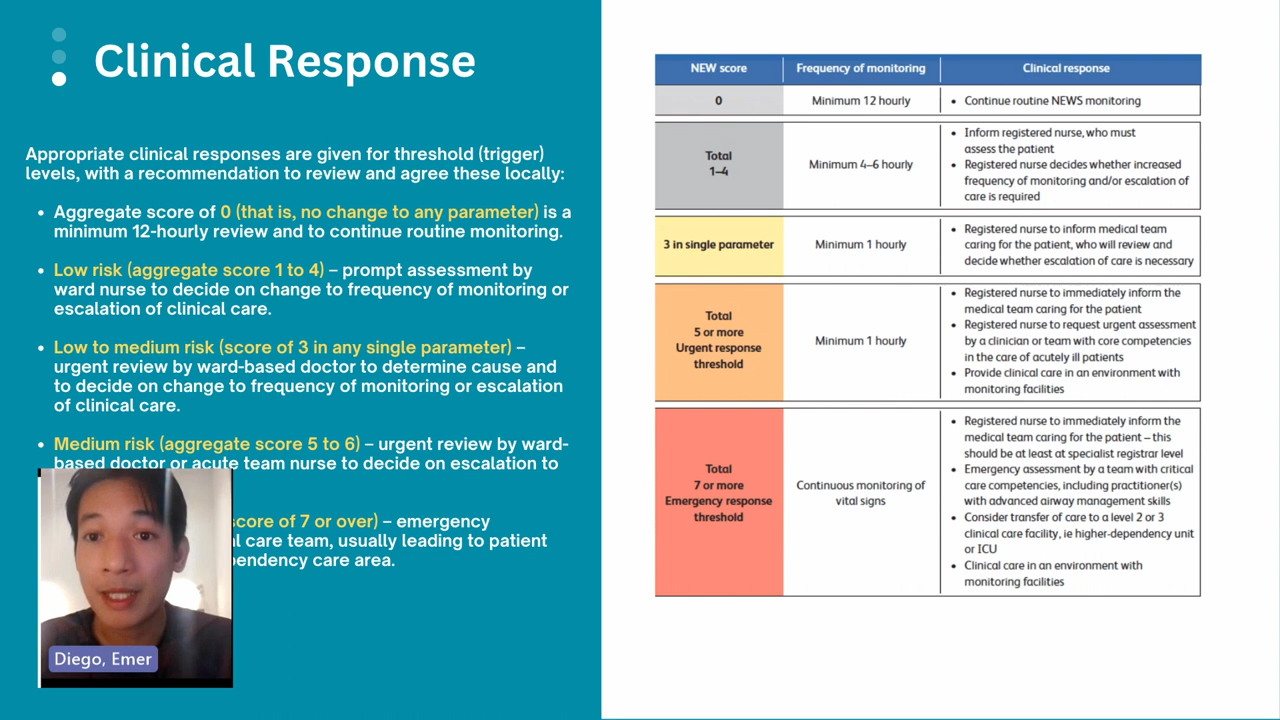 Clinical Response
Appropriate clinical responses are given for threshold (trigger)
levels, with a recommendation to review and agree these locally:
• Aggregate score of 0 (that is, no change to any parameter) is a
minimum 12-hourly review and to continue routine monitoring.
• Low risk (aggregate score 1 to 4) – prompt assessment by
ward nurse to decide on change to frequency of monitoring or
escalation of clinical care.
• Low to medium risk (score of 3 in any single parameter) –
urgent review by ward-based doctor to determine cause and
to decide on change to frequency of monitoring or escalation
of clinical care.
• Medium risk (aggregate score 5 to 6) – urgent review by ward-
based doctor or acute team nurse to decide on escalation to
score of 7 or over) – emergency
care team, usually leading to patient
care area.
Diego, Emer
NEW score
Frequency of monitoring
Clinical response
0
Minimum 12 hourly
• Continue routine NEWS monitoring
Total
1–4
Minimum 4–6 hourly
• Inform registered nurse, who must
assess the patient
• Registered nurse decides whether increased
frequency of monitoring and/or escalation of
care is required
3 in single parameter
Minimum 1 hourly
• Registered nurse to inform medical team
caring for the patient, who will review and
decide whether escalation of care is necessary
Total
5 or more
Urgent response
threshold
Minimum 1 hourly
• Registered nurse to immediately inform the
medical team caring for the patient
• Registered nurse to request urgent assessment
by a clinician or team with core competencies
in the care of acutely ill patients
• Provide clinical care in an environment with
monitoring facilities
Total
7 or more
Emergency response
threshold
Continuous monitoring of
vital signs
• Registered nurse to immediately inform the
medical team caring for the patient – this
should be at least at specialist registrar level
• Emergency assessment by a team with critical
care competencies, including practitioner(s)
with advanced airway management skills
• Consider transfer of care to a level 2 or 3
clinical care facility, ie higher-dependency unit
or ICU
• Clinical care in an environment with
monitoring facilities